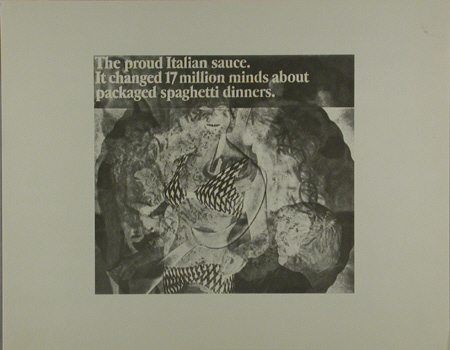 The proud Italian sauce.
It changed 17 million minds about
packaged spaghetti dinners.